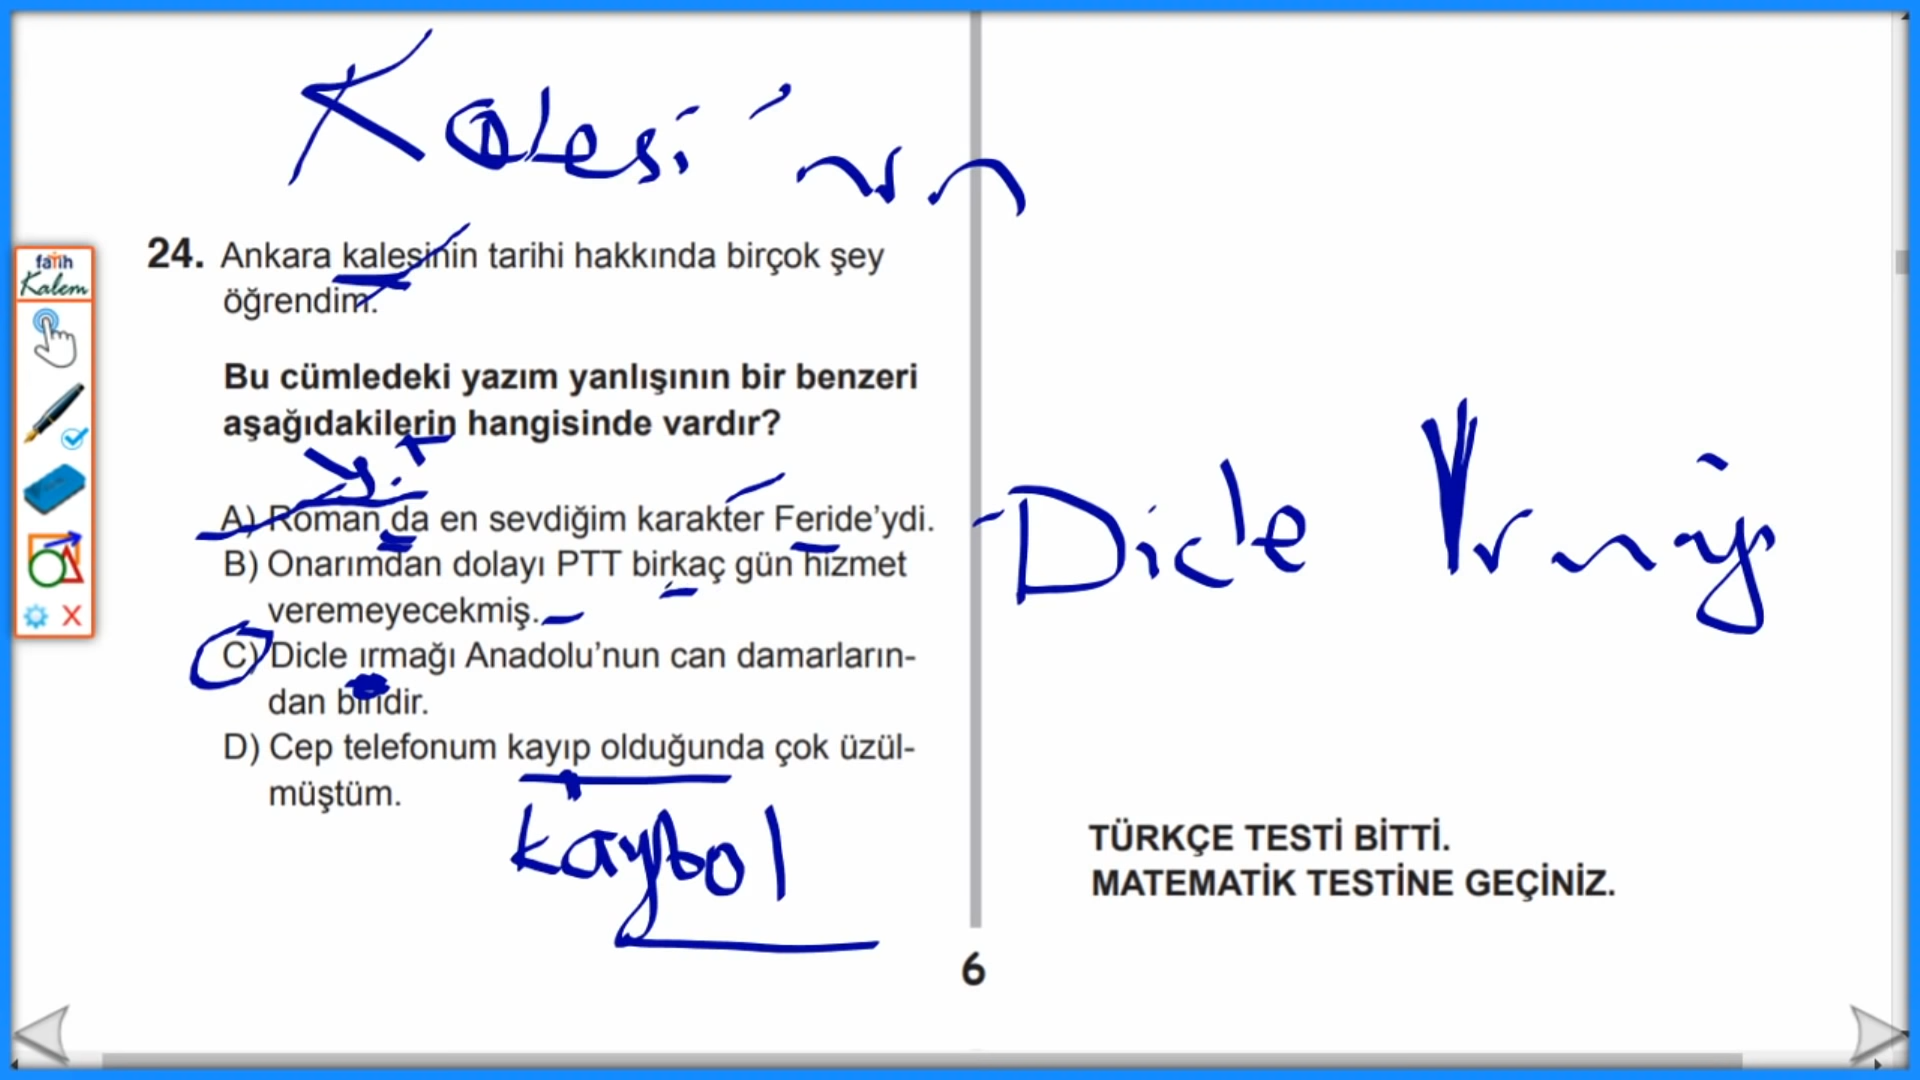 Kalesi'nın
fatih
Kalem
24. Ankara kalesinin tarihi hakkında birçok şey
öğrendim.
Bu cümledeki yazım yanlışının bir benzeri
aşağıdakilerin hangisinde vardır?
A) Roman da en sevdiğim karakter Feride'ydi.
B) Onarımdan dolayı PTT birkaç gün hizmet
veremeyecekmiş.
C) Dicle ırmağı Anadolu'nun can damarların-
dan biridir.
D) Cep telefonum kayıp olduğunda çok üzül-
müştüm.
kaybol
Dicle Irmağı
TÜRKÇE TESTİ BİTTİ.
MATEMATİK TESTİNE GEÇİNİZ.
6